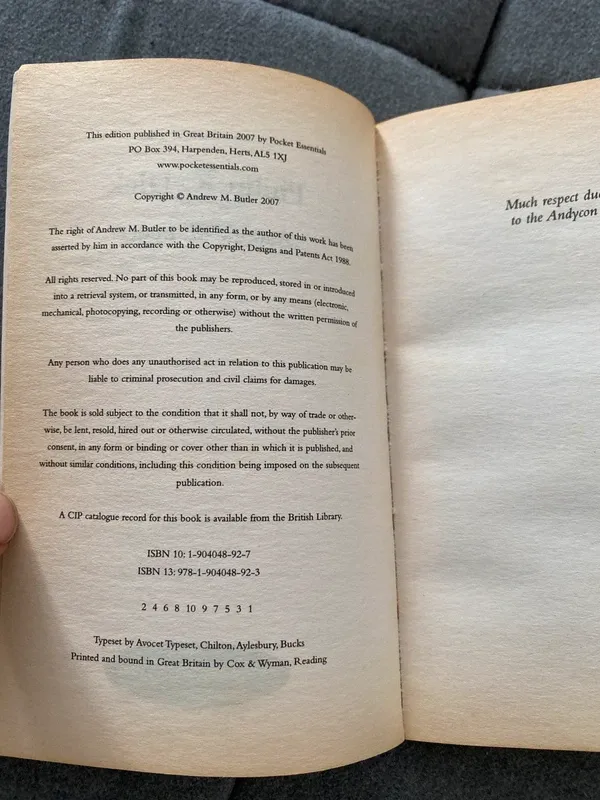 This edition published in Great Britain 2007 by Pocket Essentials
PO Box 394, Harpenden, Herts, AL5 1XJ
www.pocketessentials.com
Copyright © Andrew M. Butler 2007
The right of Andrew M. Butler to be identified as the author of this work has been
asserted by him in accordance with the Copyright, Designs and Patents Act 1988.
All rights reserved. No part of this book may be reproduced, stored in or introduced
into a retrieval system, or transmitted, in any form, or by any means (electronic,
mechanical, photocopying, recording or otherwise) without the written permission of
the publishers.
Any person who does any unauthorised act in relation to this publication may be
liable to criminal prosecution and civil claims for damages.
The book is sold subject to the condition that it shall not, by way of trade or other-
wise, be lent, resold, hired out or otherwise circulated, without the publisher's prior
consent, in any form or binding or cover other than in which it is published, and
without similar conditions, including this condition being imposed on the subsequent
publication.
A CIP catalogue record for this book is available from the British Library.
ISBN 10: 1-904048-92-7
ISBN 13: 978-1-904048-92-3
2 4 6 8 10 9 7 5 3 1
Typeset by Avocet Typeset, Chilton, Aylesbury, Bucks
Printed and bound in Great Britain by Cox & Wyman, Reading
Much respect due
to the Andycon